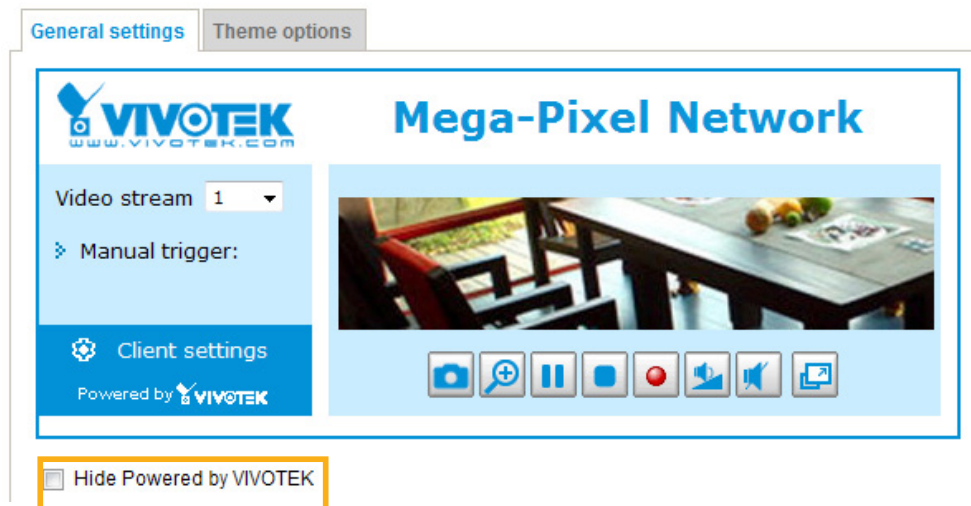 General settings
Theme options
VIVOTEK
www.vivotek.com
Mega-Pixel Network
Video stream 1
Manual trigger:
Client settings
Powered by VIVOTEK
Hide Powered by VIVOTEK